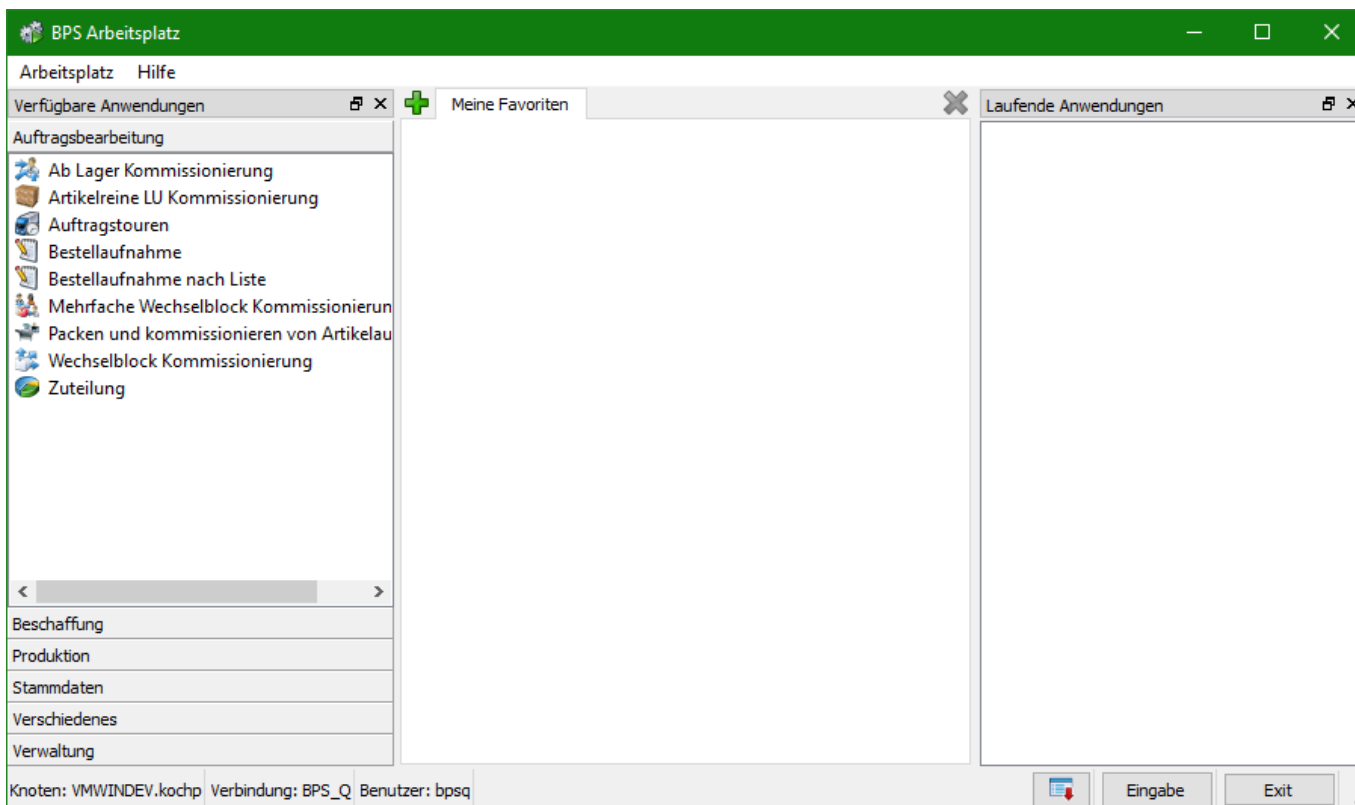 BPS Arbeitsplatz
Arbeitsplatz Hilfe
Verfügbare Anwendungen
Auftragsbearbeitung
Ab Lager Kommissionierung
Artikelreine LU Kommissionierung
Auftragstouren
Bestellaufnahme
Bestellaufnahme nach Liste
Mehrfache Wechselblock Kommissionierun
Packen und kommissionieren von Artikelau
Wechselblock Kommissionierung
Zuteilung
Beschaffung
Produktion
Stammdaten
Verschiedenes
Verwaltung
Meine Favoriten
Laufende Anwendungen
Knoten: VMWINDEV.kochp Verbindung: BPS_Q Benutzer: bpsq
Eingabe Exit